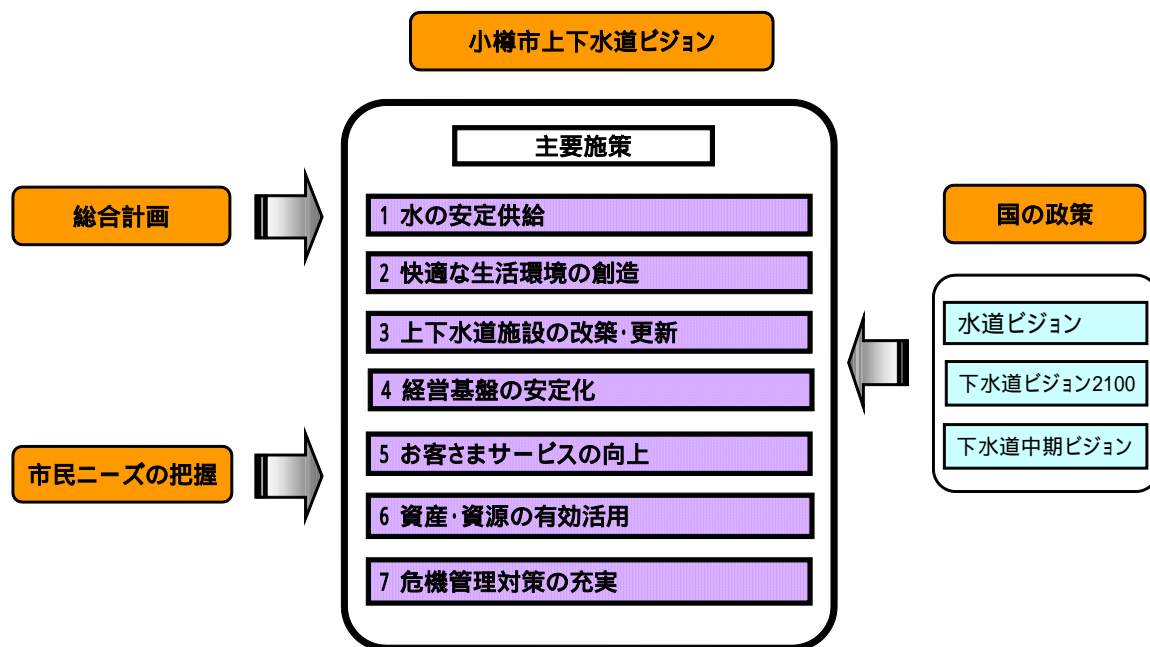 小樽市上下水道ビジョン
主要施策
総合計画
市民ニーズの把握
1 水の安定供給
2 快適な生活環境の創造
3 上下水道施設の改築・更新
4 経営基盤の安定化
5 お客さまサービスの向上
6 資産・資源の有効活用
7 危機管理対策の充実
国の政策
水道ビジョン
下水道ビジョン2100
下水道中期ビジョン